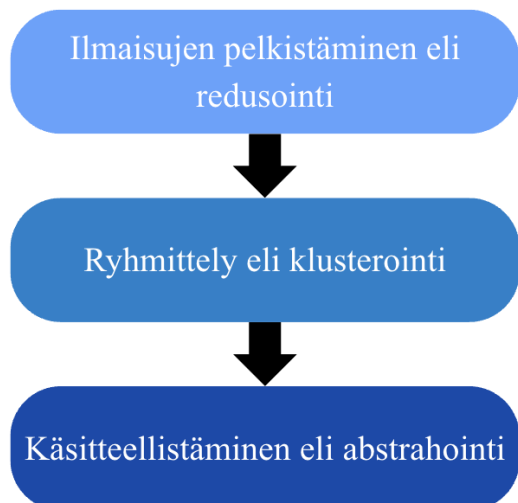 Ilmaisujen pelkistäminen eli
redusointi
Ryhmittely eli klusterointi
Käsitteellistäminen eli abstrahointi